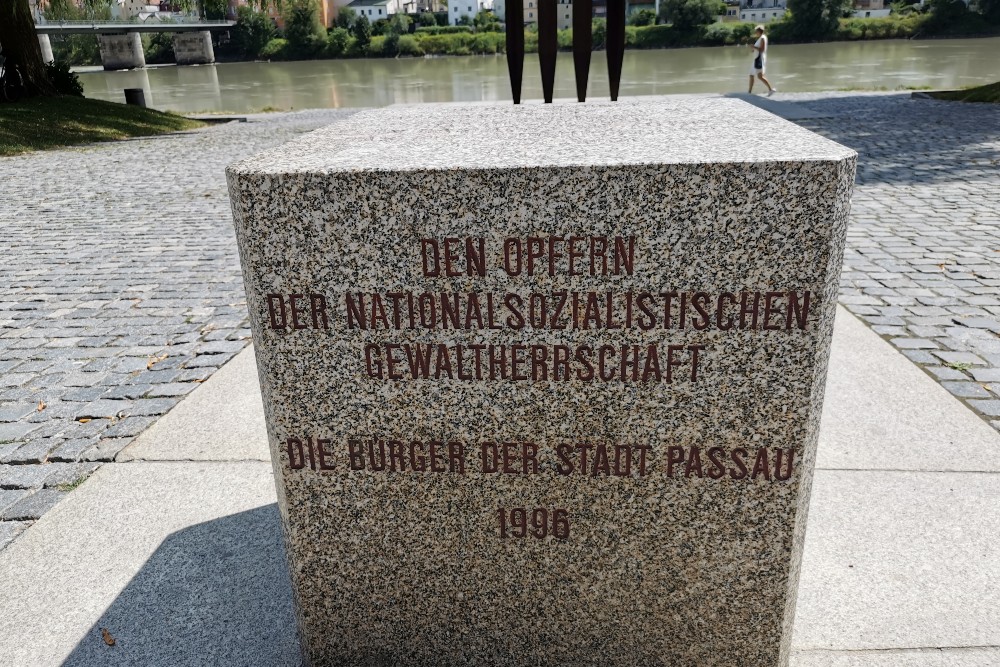 DEN OPFERN
DER NATIONALSOZIALISTISCHEN
GEWALTHERRSCHAFT
DIE BÜRGER DER STADT PASSAU
1996